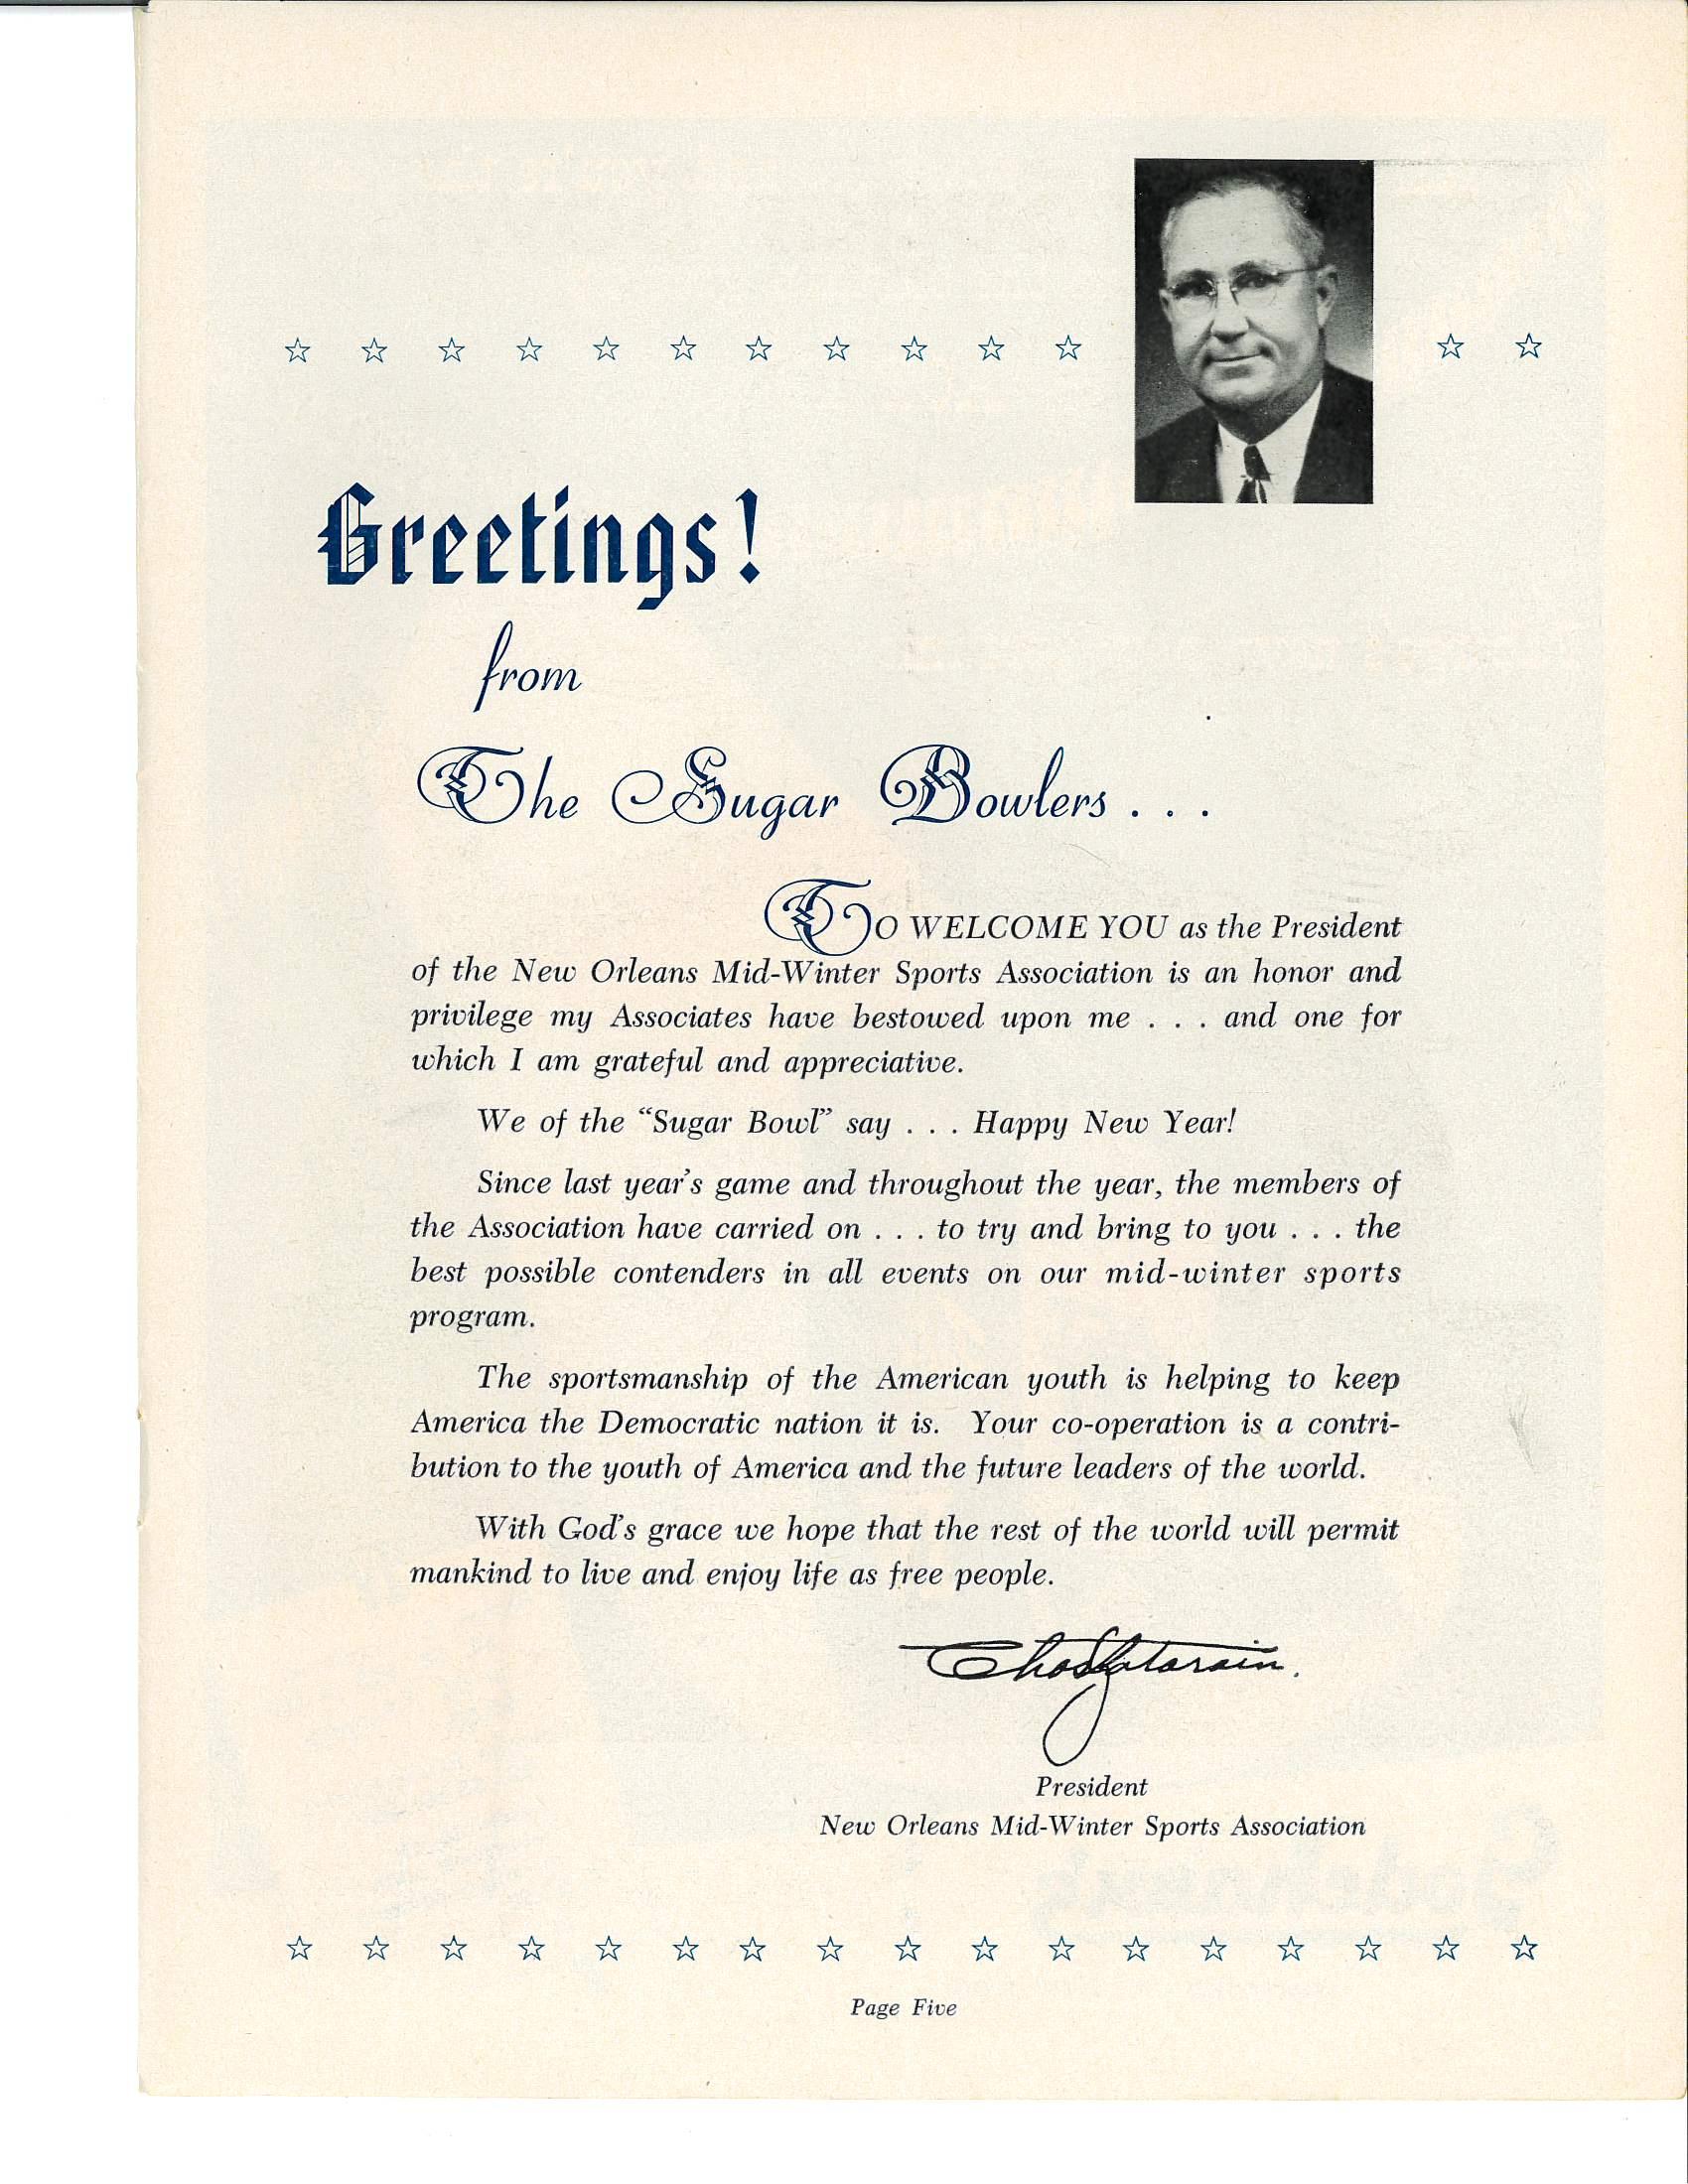 Greetings!
from
The Sugar Bowlers . . .
TO WELCOME YOU as the President
of the New Orleans Mid-Winter Sports Association is an honor and
privilege my Associates have bestowed upon me . . . and one for
which I am grateful and appreciative.
We of the “Sugar Bowl” say . . . Happy New Year!
Since last year’s game and throughout the year, the members of
the Association have carried on . . . to try and bring to you . . . the
best possible contenders in all events on our mid-winter sports
program.
The sportsmanship of the American youth is helping to keep
America the Democratic nation it is. Your co-operation is a contri-
bution to the youth of America and the future leaders of the world.
With God’s grace we hope that the rest of the world will permit
mankind to live and enjoy life as free people.
President
New Orleans Mid-Winter Sports Association
Page Five